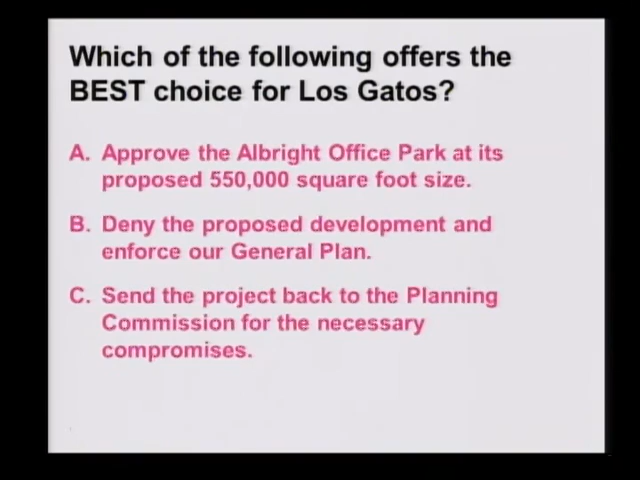 Which of the following offers the
BEST choice for Los Gatos?
A. Approve the Albright Office Park at its
proposed 550,000 square foot size.
B. Deny the proposed development and
enforce our General Plan.
C. Send the project back to the Planning
Commission for the necessary
compromises.